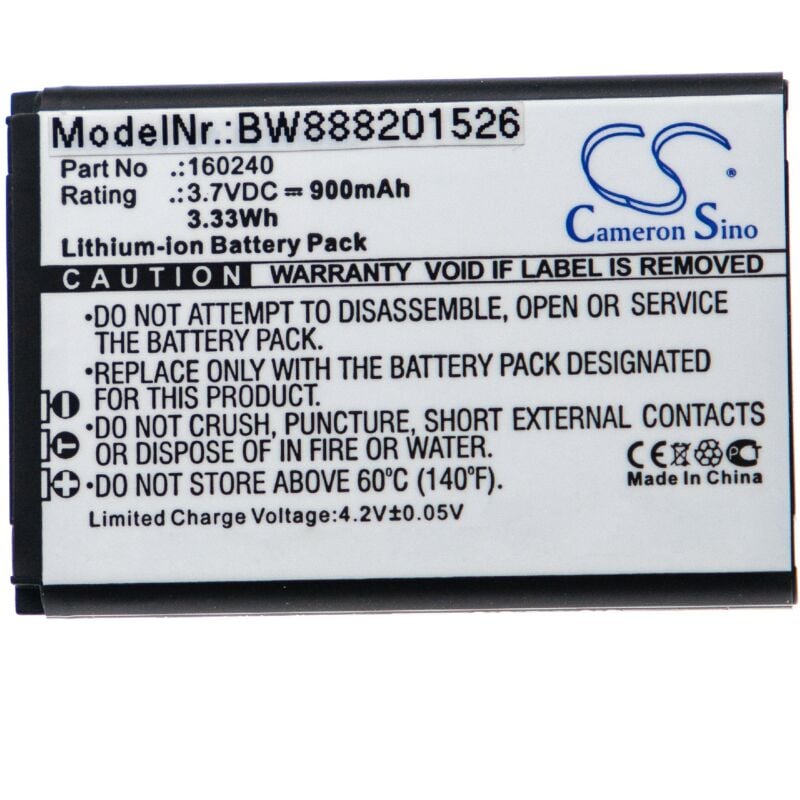 ModelNr.:BW888201526
Part No :160240
Rating :3.7VDC ⎓ 900mAh
3.33Wh
Lithium-ion Battery Pack
CS
®
Cameron Sino
CAUTION WARRANTY VOID IF LABEL IS REMOVED
•DO NOT ATTEMPT TO DISASSEMBLE, OPEN OR SERVICE
THE BATTERY PACK.
•REPLACE ONLY WITH THE BATTERY PACK DESIGNATED
FOR THIS PRODUCT.
•DO NOT CRUSH, PUNCTURE, SHORT EXTERNAL CONTACTS
OR DISPOSE OF IN FIRE OR WATER.
•DO NOT STORE ABOVE 60°C (140°F).
Limited Charge Voltage:4.2V±0.05V
- T +
CE PCT
Made In China